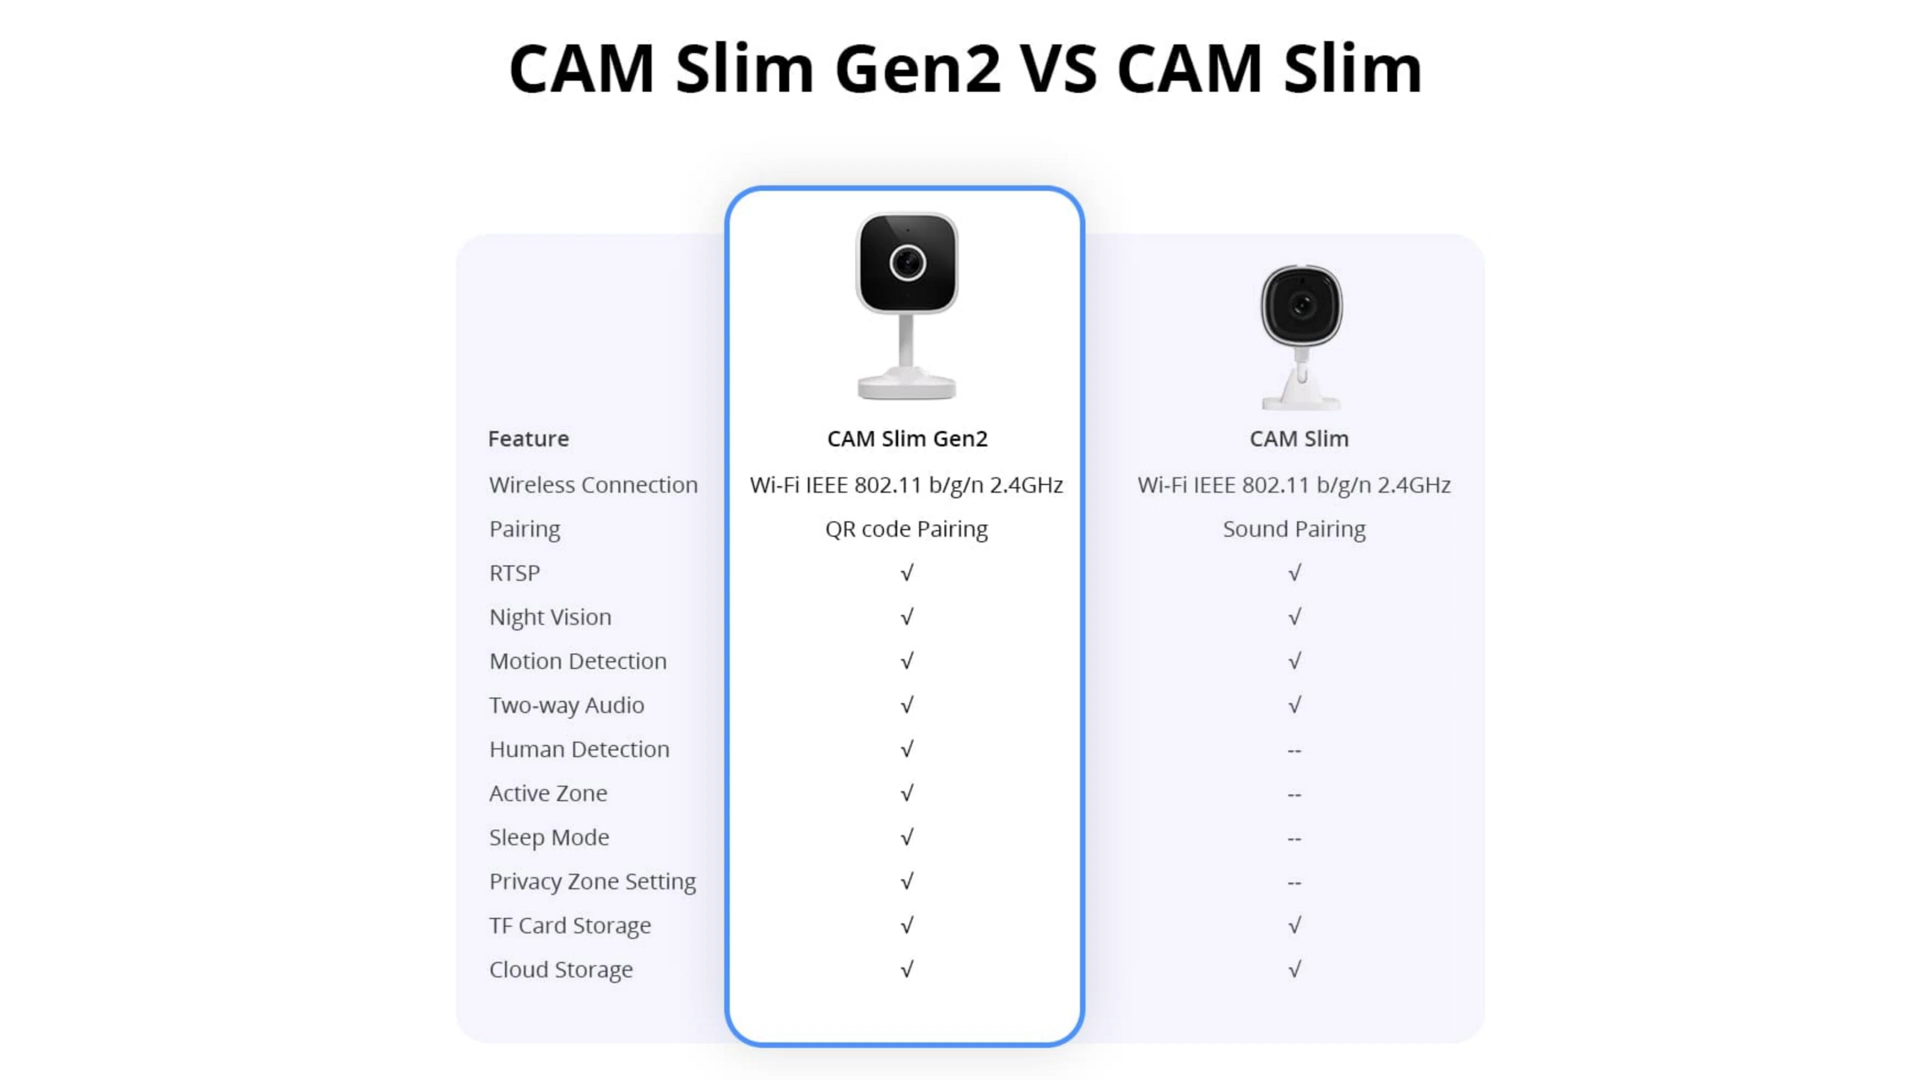 CAM Slim Gen2 VS CAM Slim
Feature CAM Slim Gen2 CAM Slim
Wireless Connection Wi-Fi IEEE 802.11 b/g/n 2.4GHz Wi-Fi IEEE 802.11 b/g/n 2.4GHz
Pairing QR code Pairing Sound Pairing
RTSP √ √
Night Vision √ √
Motion Detection √ √
Two-way Audio √ √
Human Detection √ --
Active Zone √ --
Sleep Mode √ --
Privacy Zone Setting √ --
TF Card Storage √ √
Cloud Storage √ √